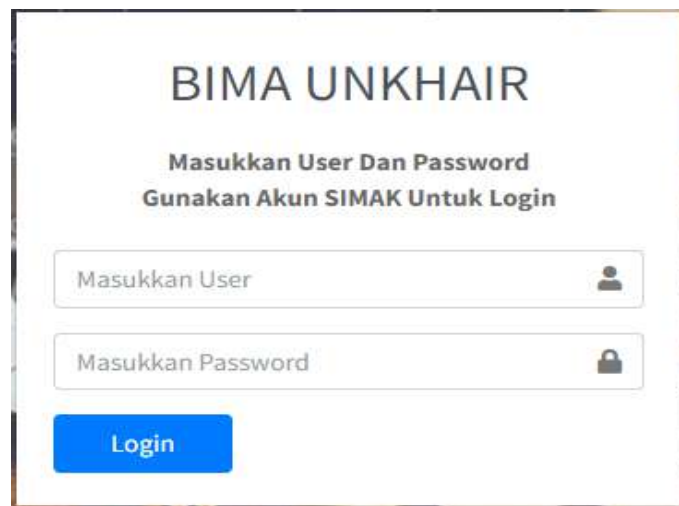 BIMA UNKHAIR
Masukkan User Dan Password
Gunakan Akun SIMAK Untuk Login
Masukkan User
Masukkan Password
Login